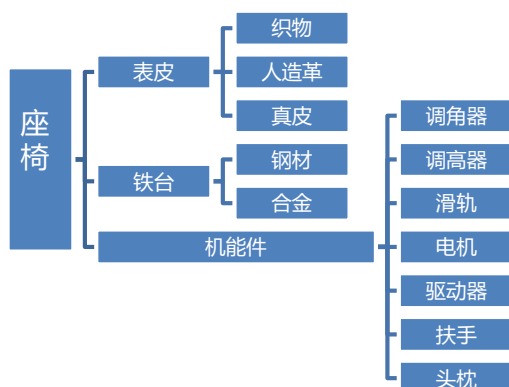 座椅
表皮
织物
人造革
真皮
铁台
钢材
合金
机能件
调角器
调高器
滑轨
电机
驱动器
扶手
头枕